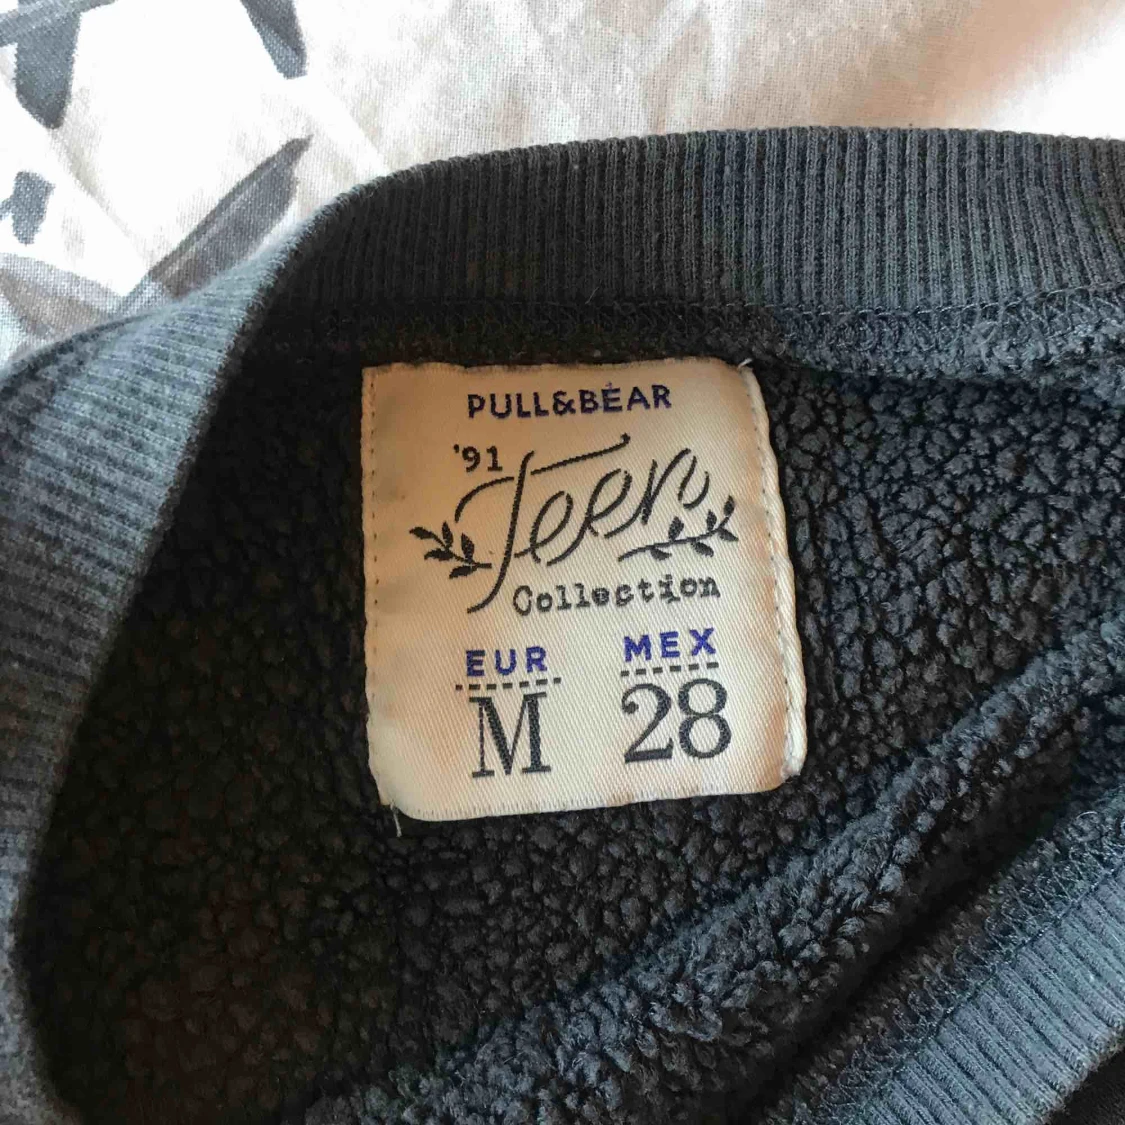 PULL&BEAR
'91 Teen
Collection
EUR MEX
M 28